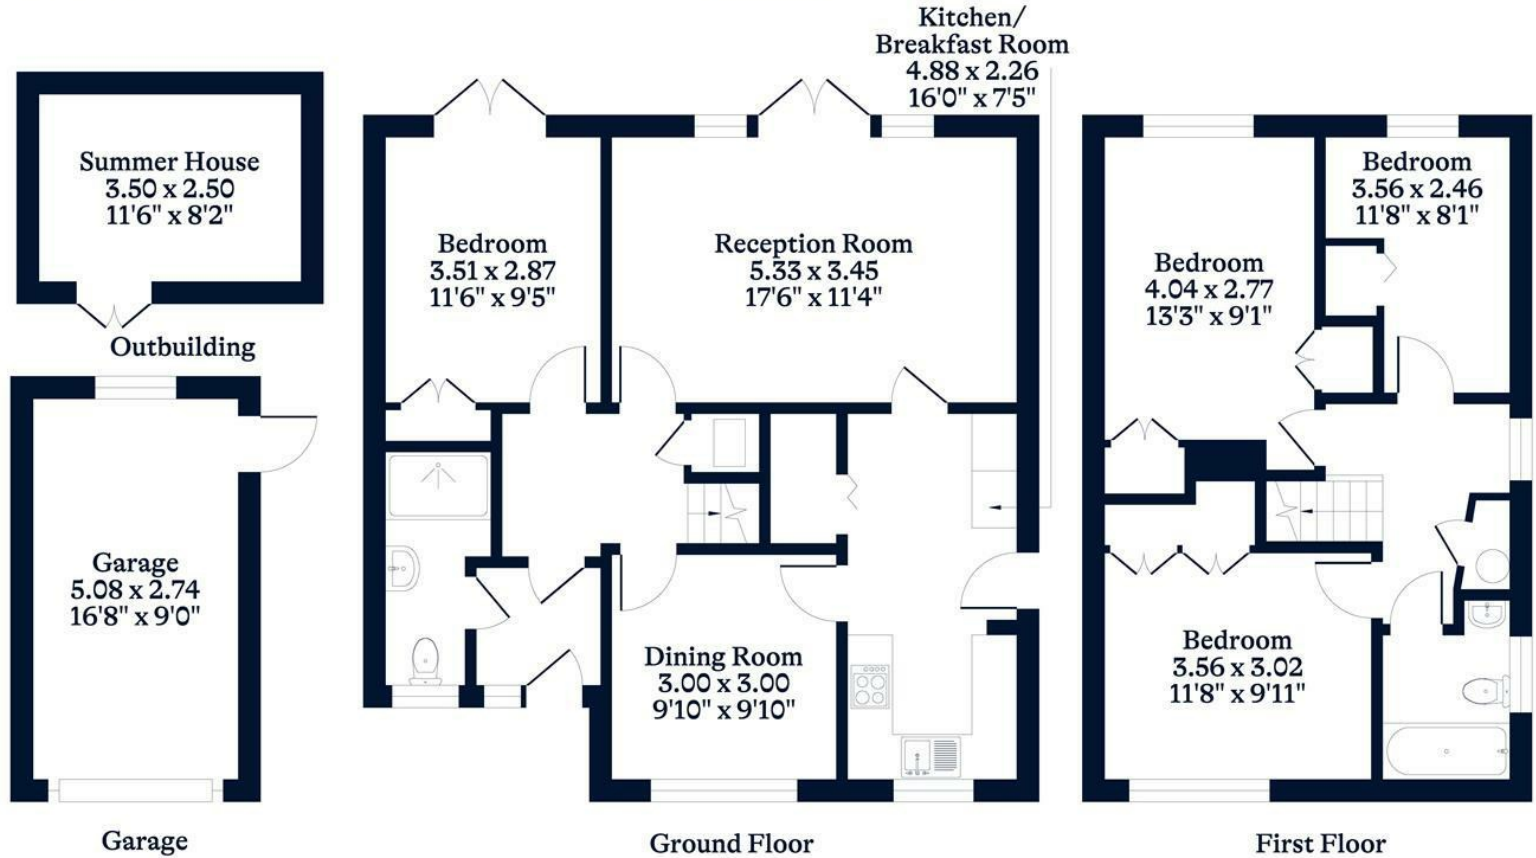 Kitchen/
Breakfast Room
4.88 x 2.26
16'0" x 7'5"
Summer House
3.50 x 2.50
11'6" x 8'2"
Outbuilding
Bedroom
3.51 x 2.87
11'6" x 9'5"
Reception Room
5.33 x 3.45
17'6" x 11'4"
Bedroom
4.04 x 2.77
13'3" x 9'1"
Bedroom
3.56 x 2.46
11'8" x 8'1"
Garage
5.08 x 2.74
16'8" x 9'0"
Dining Room
3.00 x 3.00
9'10" x 9'10"
Bedroom
3.56 x 3.02
11'8" x 9'11"
Garage
Ground Floor
First Floor